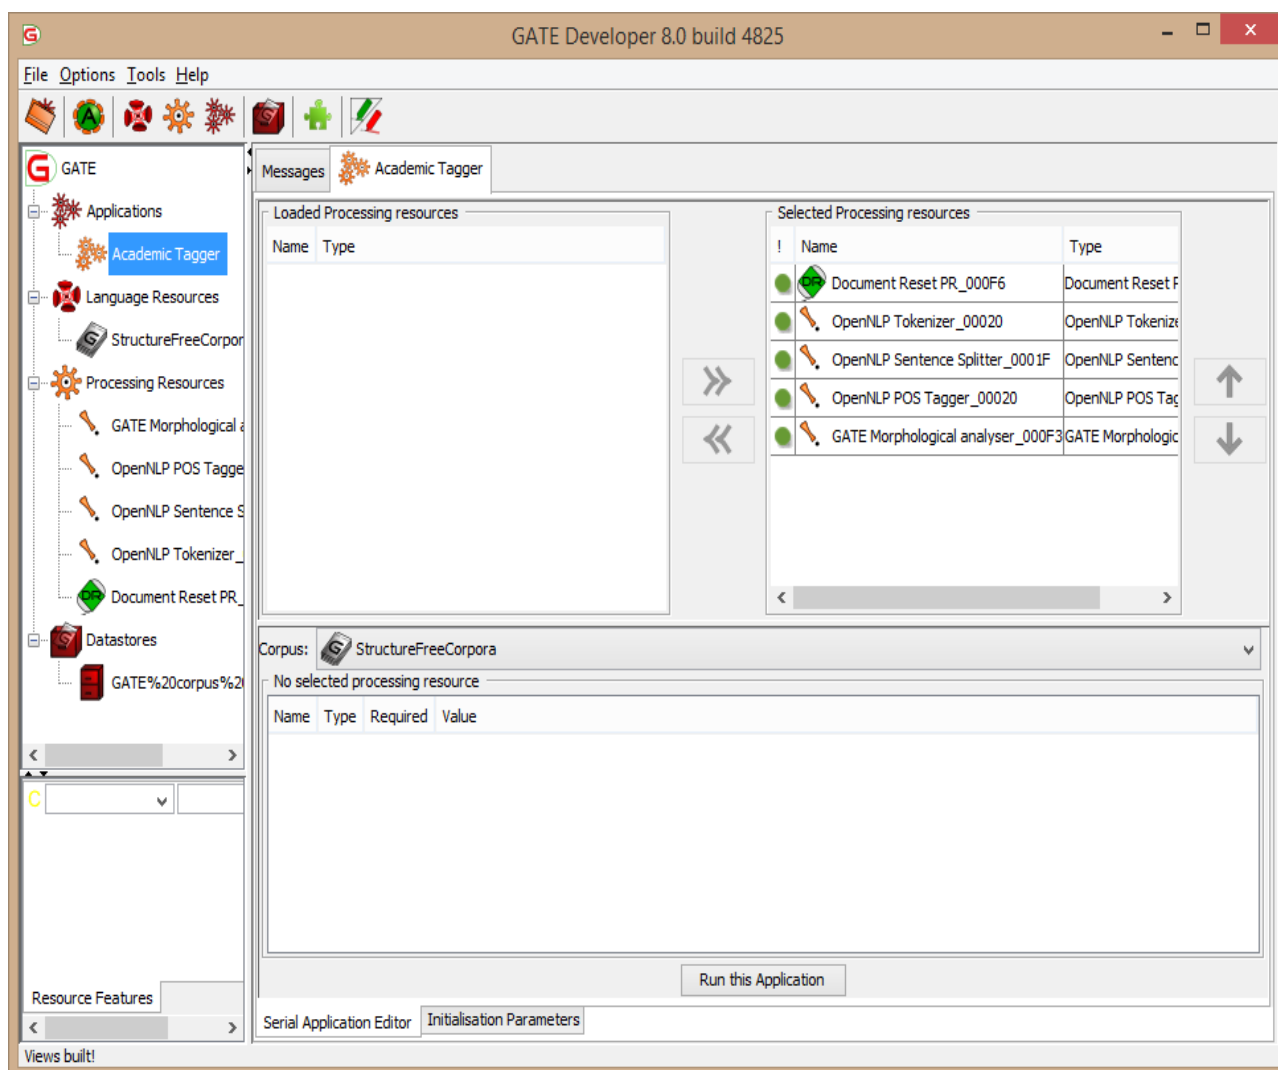 GATE Developer 8.0 build 4825
File Options Tools Help
GATE
Applications
Academic Tagger
Language Resources
StructureFreeCorpor
Processing Resources
GATE Morphological a
OpenNLP POS Tagge
OpenNLP Sentence S
OpenNLP Tokenizer_
Document Reset PR_
Datastores
GATE%20corpus%2
Resource Features
Messages Academic Tagger
Loaded Processing resources
Name Type
Selected Processing resources
! Name Type
Document Reset PR_000F6 Document Reset P
OpenNLP Tokenizer_00020 OpenNLP Tokenize
OpenNLP Sentence Splitter_0001F OpenNLP Sentenc
OpenNLP POS Tagger_00020 OpenNLP POS Tag
GATE Morphological analyser_000F3 GATE Morphologic
Corpus: StructureFreeCorpora
No selected processing resource
Name Type Required Value
Run this Application
Serial Application Editor Initialisation Parameters
Views built!